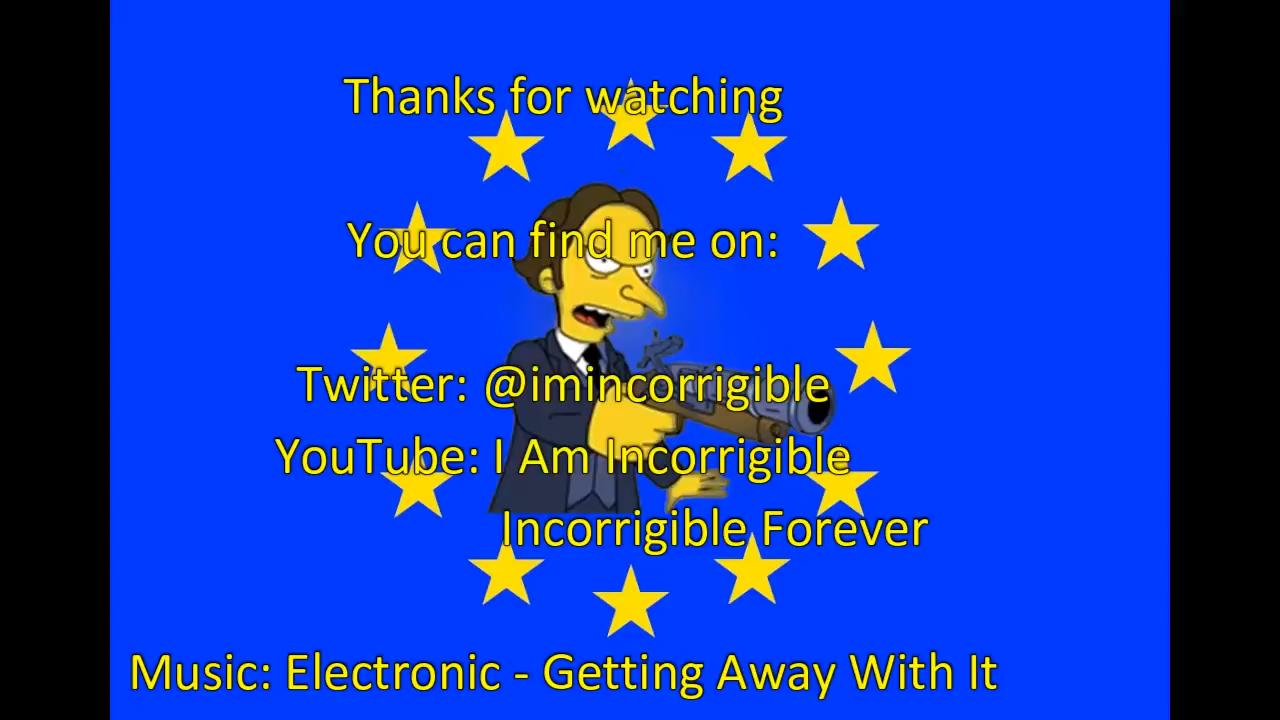 Thanks for watching
You can find me on:
Twitter: @imincorrigible
YouTube: I Am Incorrigible
Incorrigible Forever
Music: Electronic - Getting Away With It